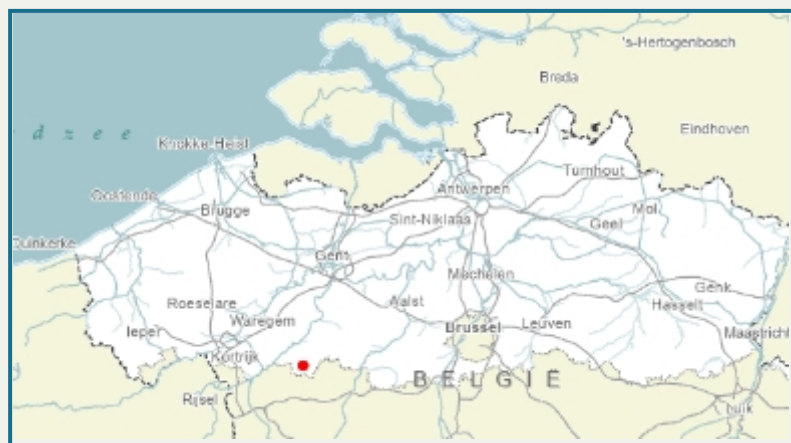 's-Hertogenbosch
Breda
Eindhoven
dzee
Knokke-Heist
Turnhout
Antwerpen
Oostende
Brugge
Sint-Niklaas
Mol
Geel
Duinkerke
Gent
Mechelen
Genk
Roeselare
Aalst
Hasselt
Waregem
Ieper
Brussel
Leuven
Maastricht
Kortrijk
BELGIË
Rijsel
Luik